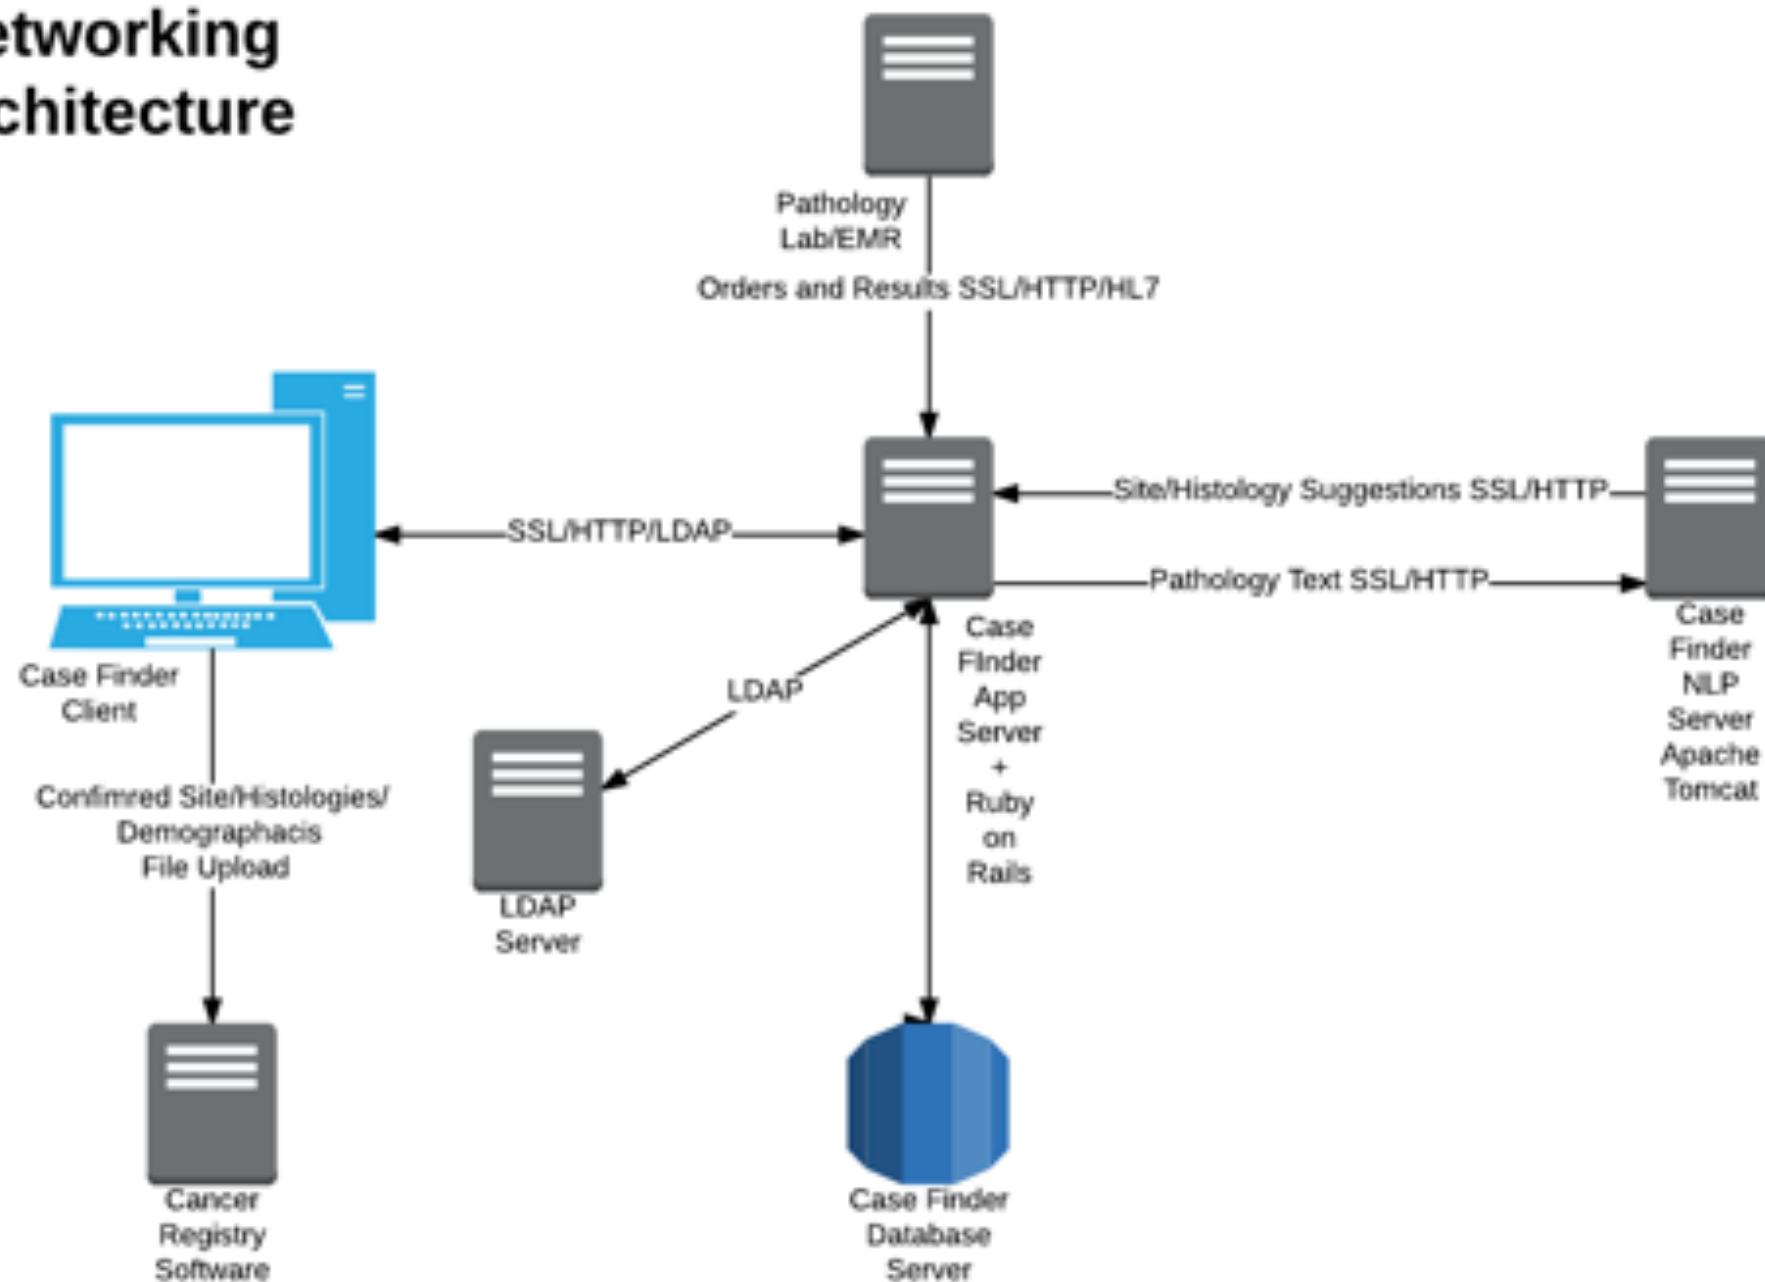 etworking
chitecture
Pathology
Lab/EMR
Orders and Results SSL/HTTP/HL7
Site/Histology Suggestions SSL/HTTP
SSL/HTTP/LDAP
Pathology Text SSL/HTTP
Case Finder
Client
LDAP
Case
FInder
App
Server
+
Ruby
on
Rails
Case
Finder
NLP
Server
Apache
Tomcat
Confimred Site/Histologies/
Demographacis
File Upload
LDAP
Server
Cancer
Registry
Software
Case Finder
Database
Server